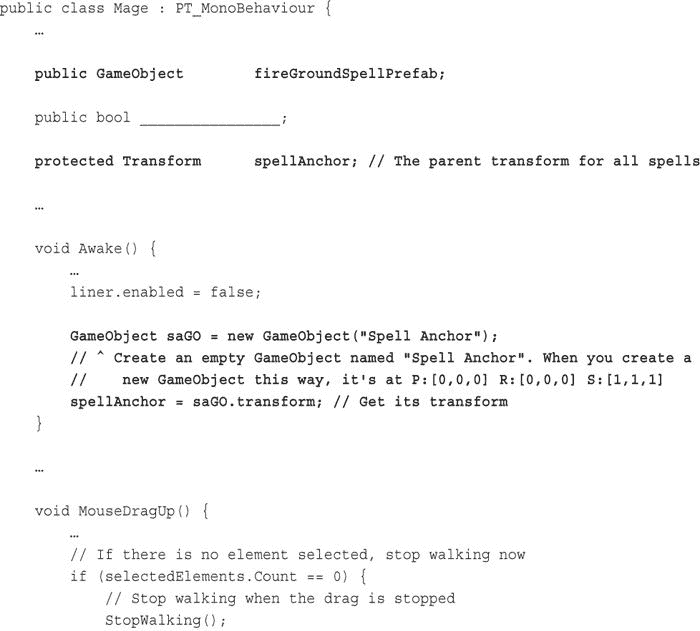 public class Mage : PT_MonoBehaviour {
    …
    public GameObject        fireGroundSpellPrefab;
    public bool ________________;
    protected Transform      spellAnchor; // The parent transform for all spells
    …
    void Awake() {
        …
        liner.enabled = false;
        GameObject saGO = new GameObject("Spell Anchor");
        // ^ Create an empty GameObject named "Spell Anchor". When you create a
        //    new GameObject this way, it's at P:[0,0,0] R:[0,0,0] S:[1,1,1]
        spellAnchor = saGO.transform; // Get its transform
    }
    …
    void MouseDragUp() {
        …
        // If there is no element selected, stop walking now
        if (selectedElements.Count == 0) {
            // Stop walking when the drag is stopped
            StopWalking();